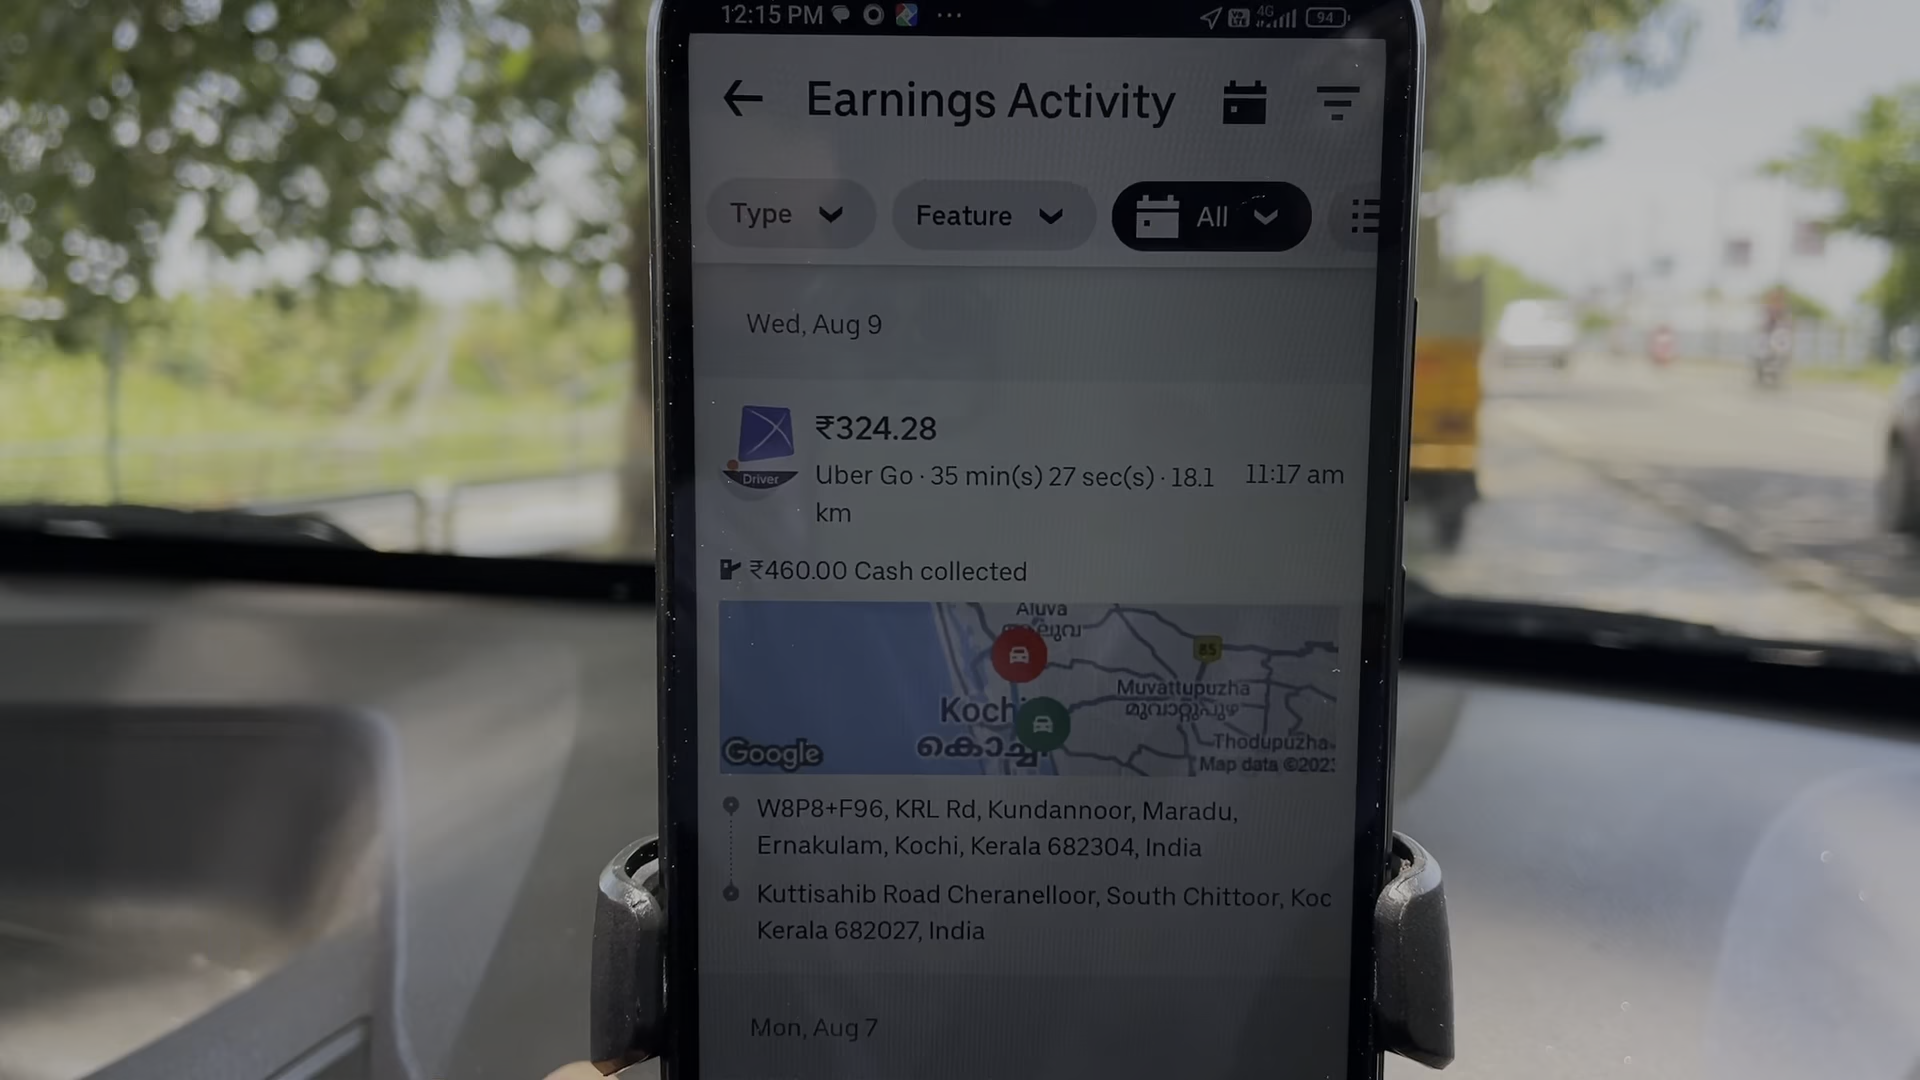 12:15 PM 4G 94
Earnings Activity
Type Feature All
Wed, Aug 9
₹324.28
Driver
Uber Go · 35 min(s) 27 sec(s) · 18.1 11:17 am
km
₹460.00 Cash collected
Aluva
ആലുവ
85
Muvattupuzha
മൂവാറ്റുപുഴ
Koch
കൊച്ചി
Thodupuzha
Google
Map data ©202
W8P8+F96, KRL Rd, Kundannoor, Maradu,
Ernakulam, Kochi, Kerala 682304, India
Kuttisahib Road Cheranelloor, South Chittoor, Koc
Kerala 682027, India
Mon, Aug 7